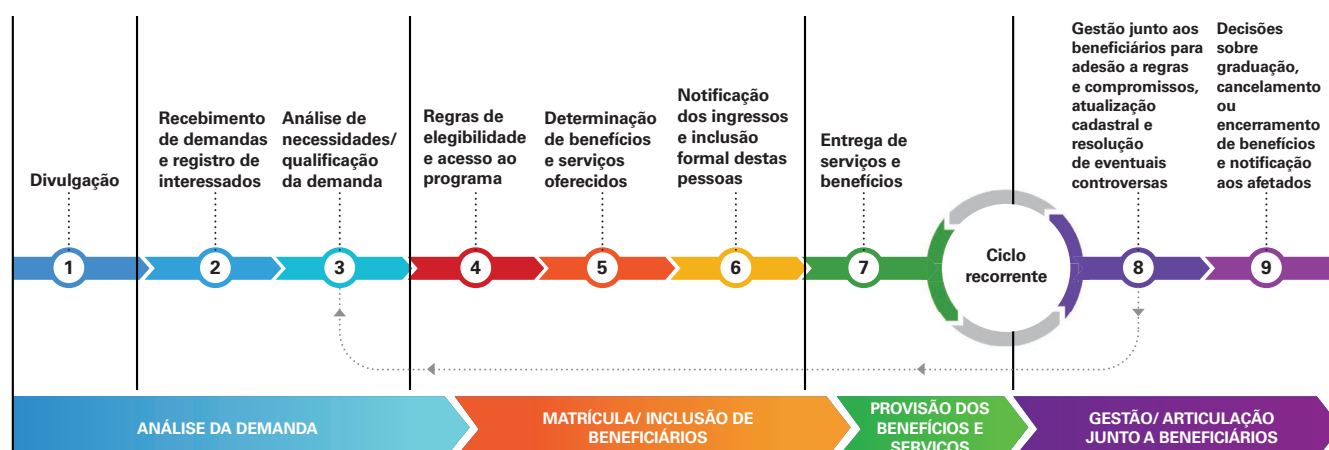 Divulgação
1
Recebimento
de demandas
e registro de
interessados
2
Análise de
necessidades/
qualificação
da demanda
3
Regras de
elegibilidade
e acesso ao
programa
4
Determinação
de benefícios
e serviços
oferecidos
5
Notificação
dos ingressos
e inclusão
formal destas
pessoas
6
Entrega de
serviços e
benefícios
7
Ciclo
recorrente
Gestão junto aos
beneficiários para
adesão a regras
e compromissos,
atualização
cadastral e
resolução
de eventuais
controversas
8
Decisões
sobre
graduação,
cancelamento
ou
encerramento
de benefícios
e notificação
aos afetados
9
ANÁLISE DA DEMANDA
MATRÍCULA/ INCLUSÃO DE
BENEFICIÁRIOS
PROVISÃO DOS
BENEFÍCIOS E
SERVIÇOS
GESTÃO/ ARTICULAÇÃO
JUNTO A BENEFICIÁRIOS